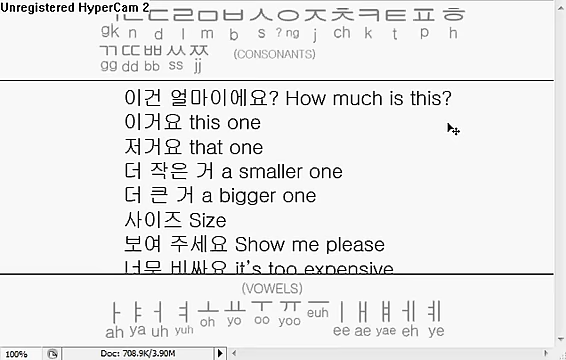 Unregistered HyperCam 2
ㄱㄴㄷㄹㅁㅂㅅㅇㅈㅊㅋㅌㅍㅎ
gk n d l m b s ?ng j ch k t p h
ㄲㄸㅃㅆㅉ (CONSONANTS)
gg dd bb ss jj
이건 얼마이에요? How much is this?
이거요 this one
저거요 that one
더 작은 거 a smaller one
더 큰 거 a bigger one
사이즈 Size
보여 주세요 Show me please
너무 비싸요 it's too expensive
(VOWELS)
ㅏ ㅑ ㅓ ㅕ ㅗ ㅛ ㅜ ㅠ ㅡ ㅣ ㅐ ㅒ ㅔ ㅖ
ah ya uh yuh oh yo oo yoo euh ee ae yae eh ye
100% Doc: 708.9K/3.90M